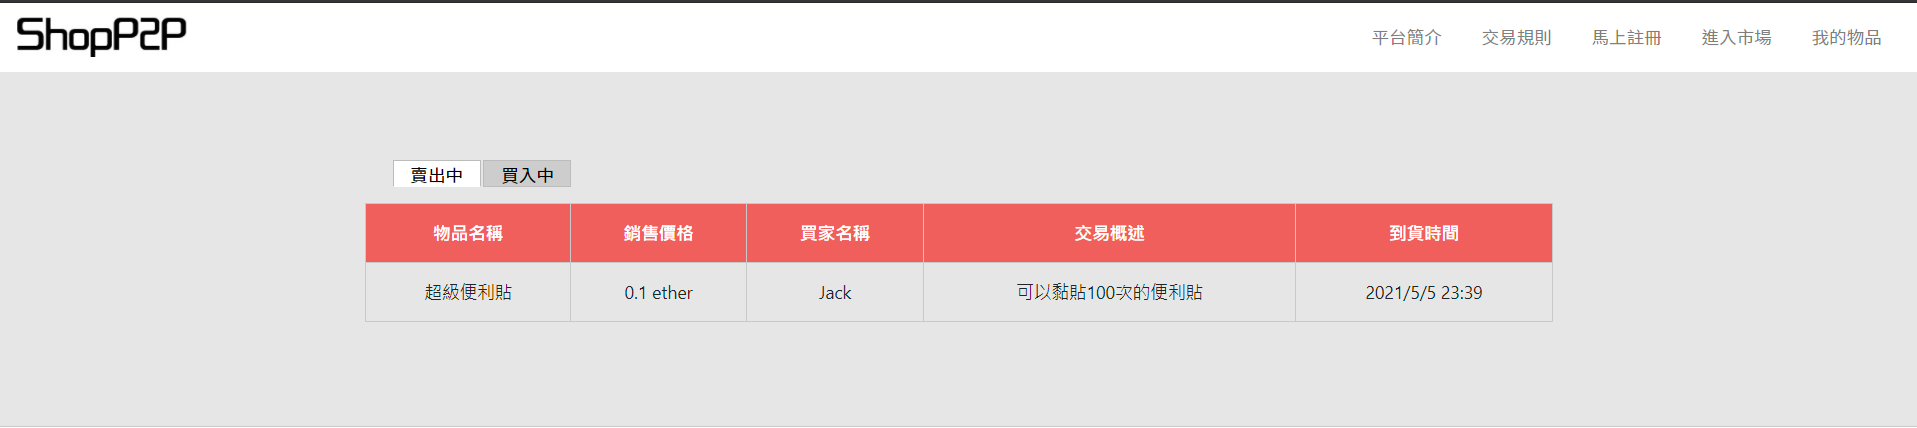 ShopP2P 平台簡介 交易規則 馬上註冊 進入市場 我的物品
賣出中 買入中
物品名稱 銷售價格 買家名稱 交易概述 到貨時間
超級便利貼 0.1 ether Jack 可以黏貼100次的便利貼 2021/5/5 23:39